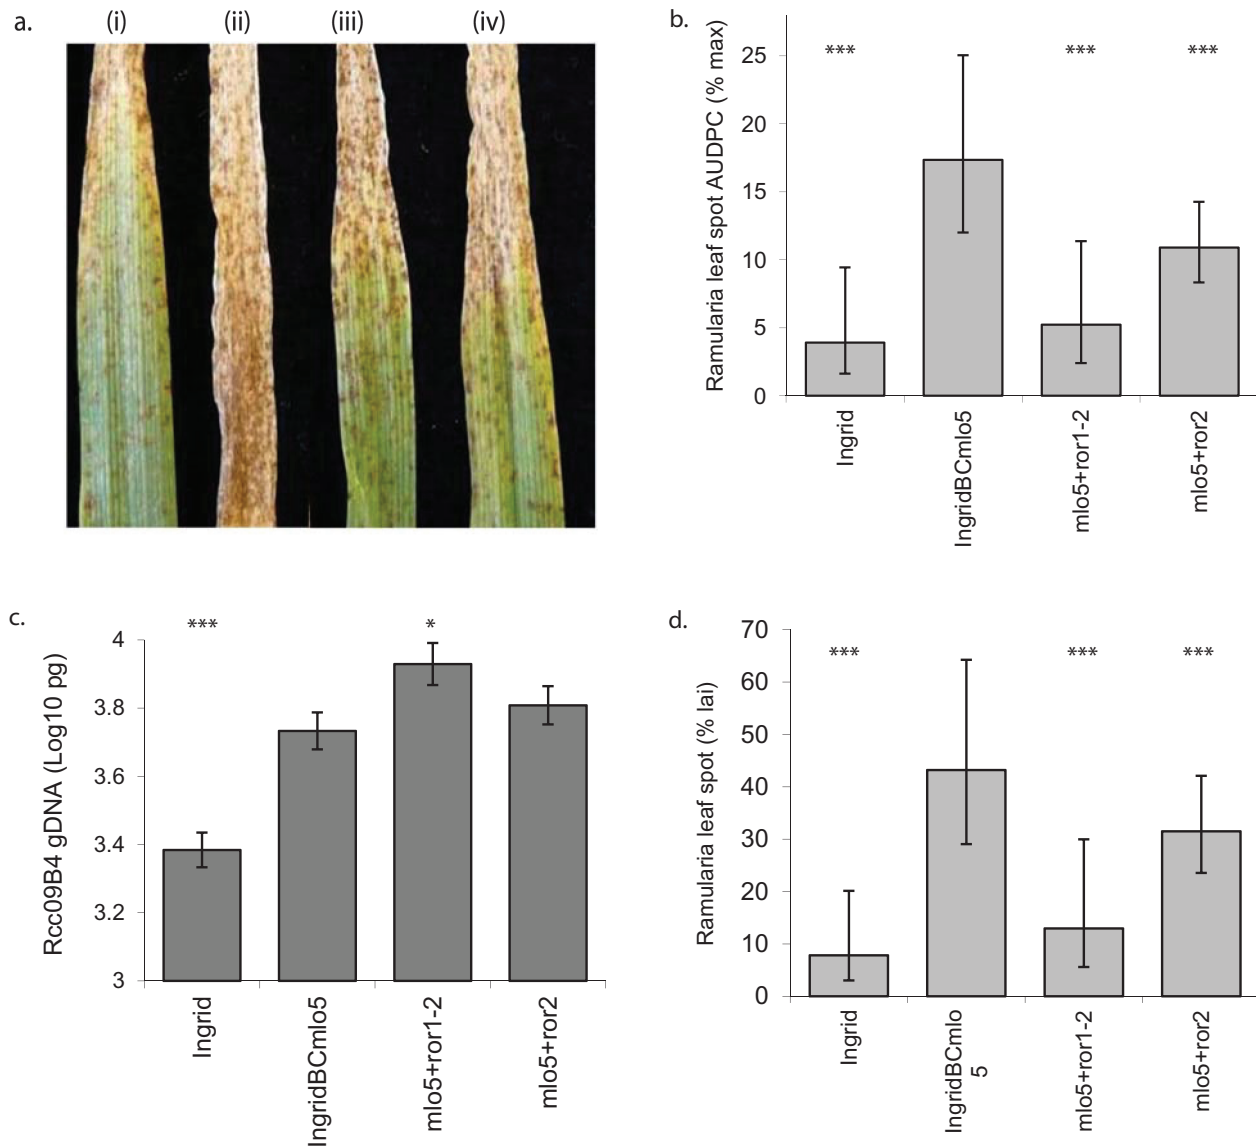 a.
(i) (ii) (iii) (iv)
b.
Ramularia leaf spot AUDPC (% max)
25
20
15
10
5
0
*** *** ***
Ingrid
IngridBCmlo5
mlo5+ror1-2
mlo5+ror2
c.
Rcc09B4 gDNA (Log10 pg)
4
3.8
3.6
3.4
3.2
3
*** *
Ingrid
IngridBCmlo5
mlo5+ror1-2
mlo5+ror2
d.
Ramularia leaf spot (% lai)
70
60
50
40
30
20
10
0
*** *** ***
Ingrid
IngridBCmlo
5
mlo5+ror1-2
mlo5+ror2